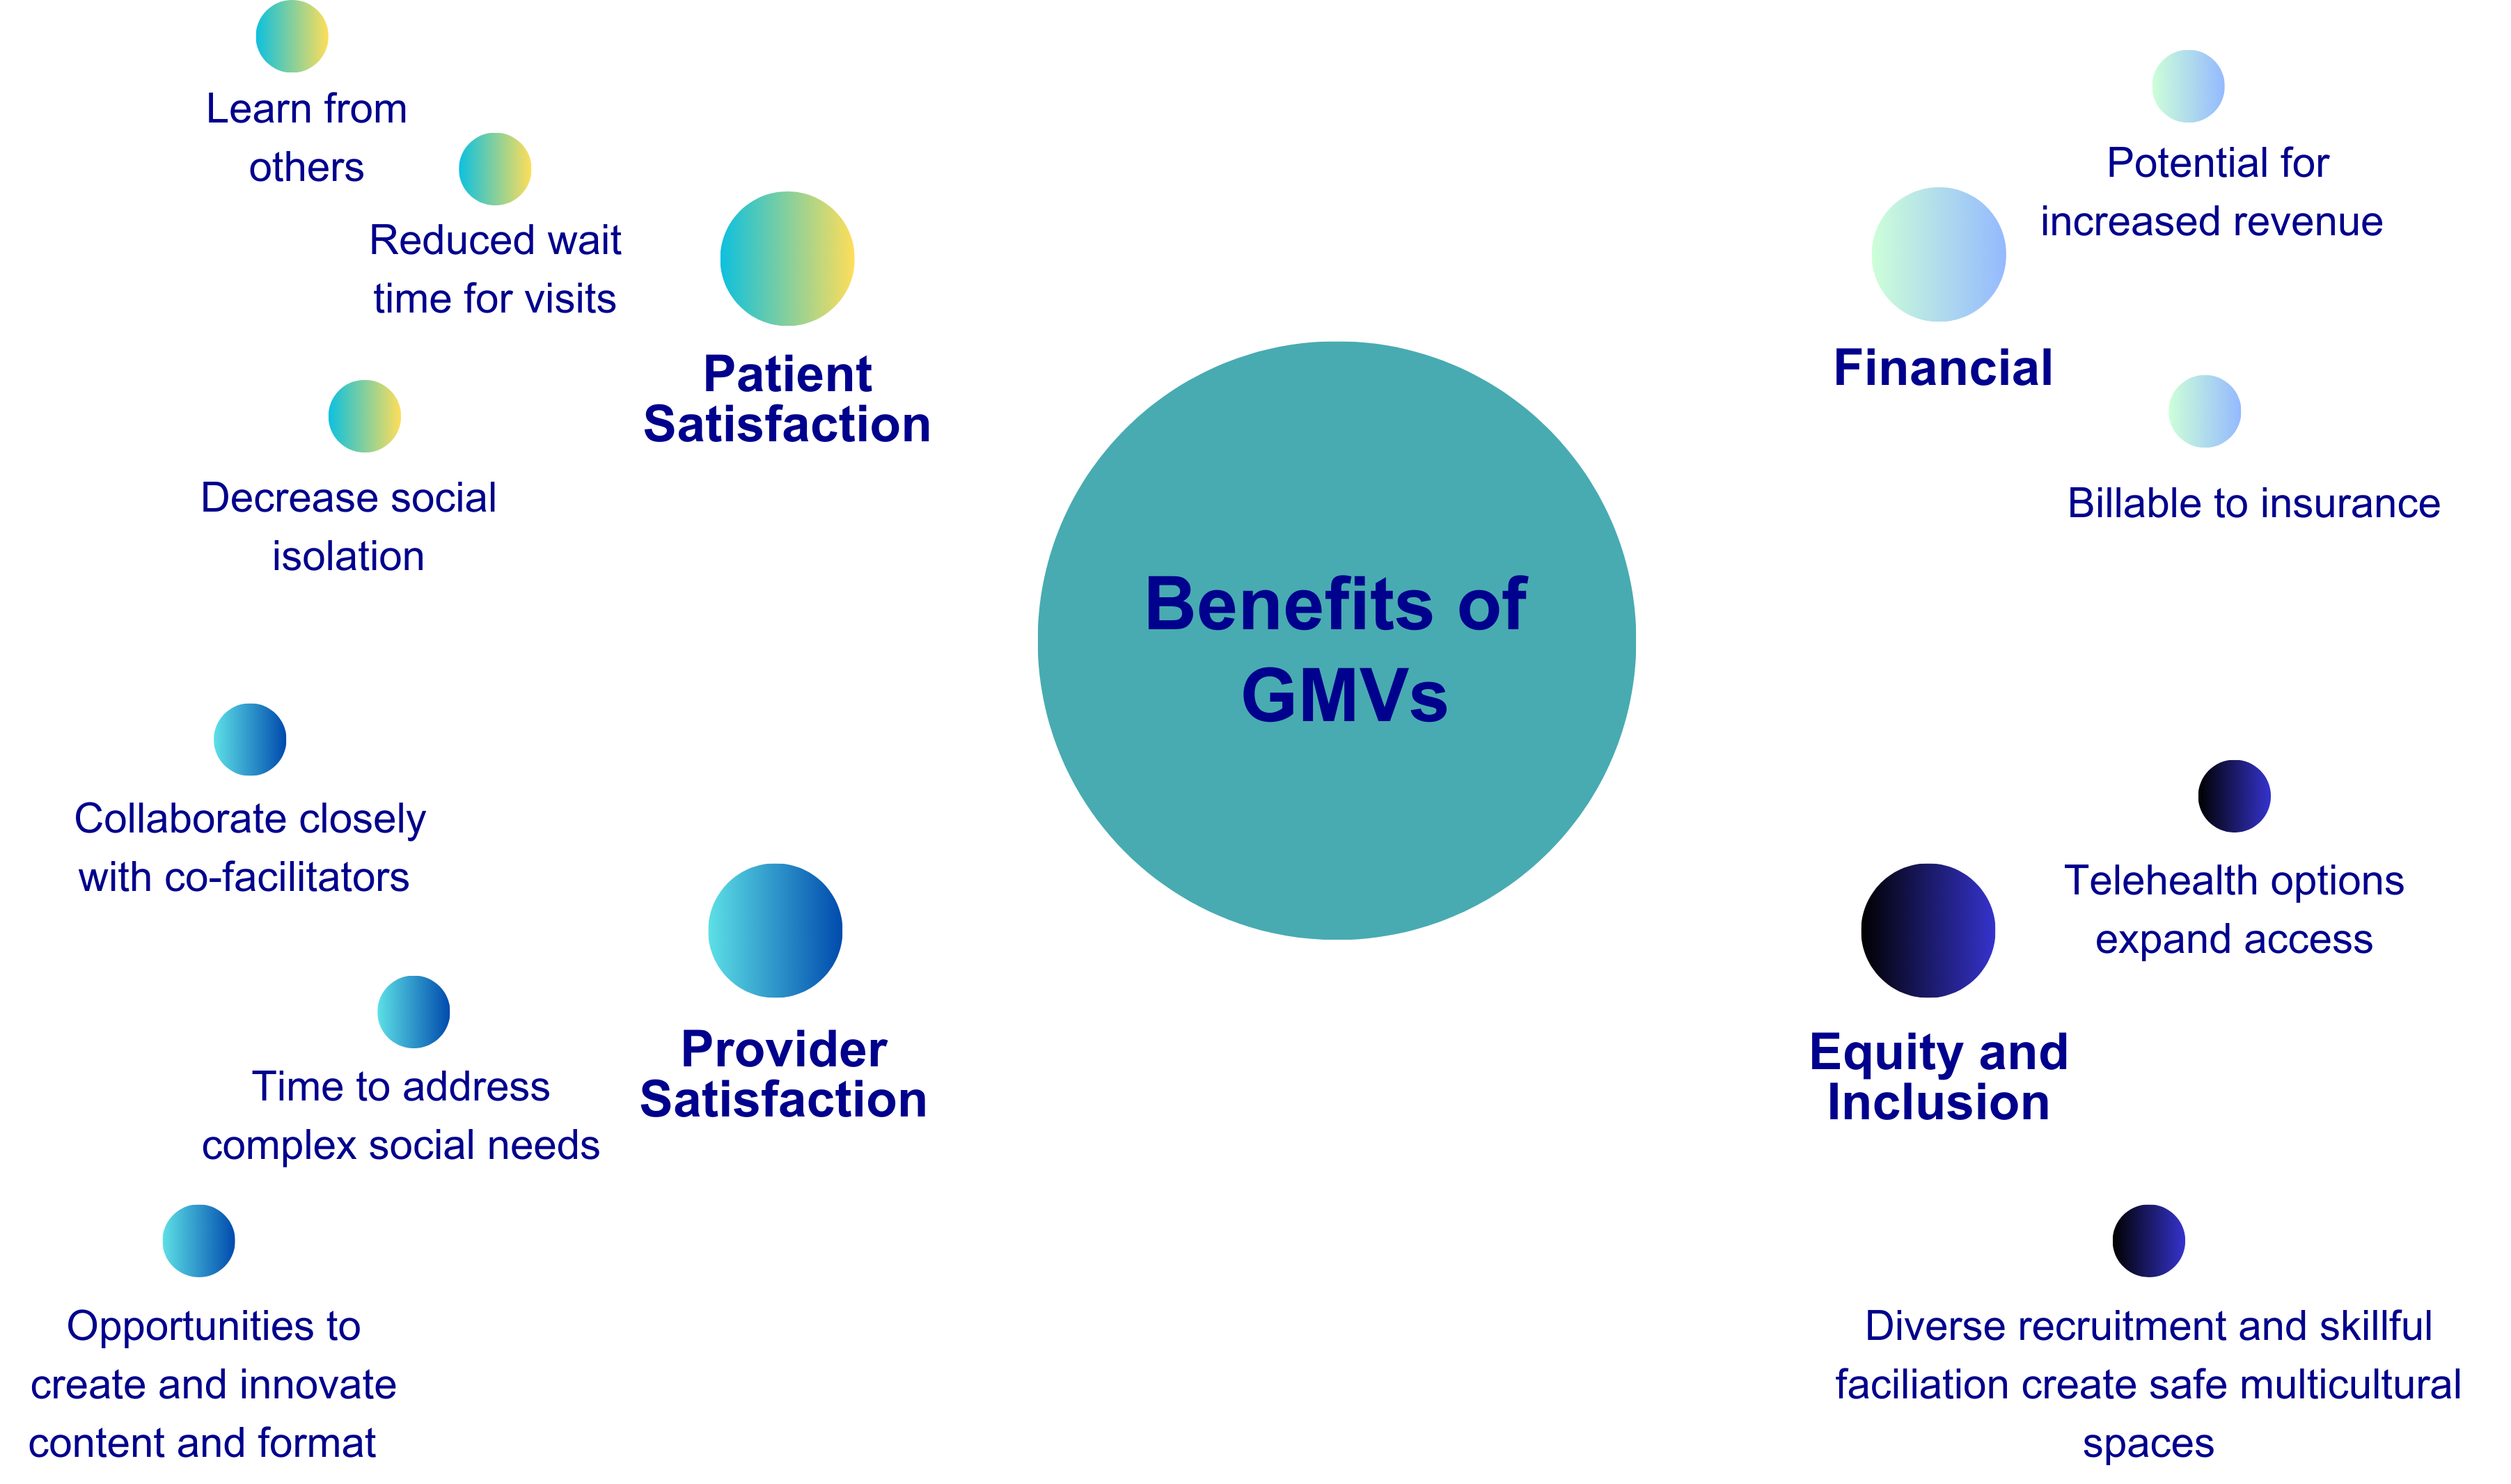 Learn from
others
Reduced wait
time for visits
Patient
Satisfaction
Decrease social
isolation
Potential for
increased revenue
Financial
Billable to insurance
Benefits of
GMVs
Collaborate closely
with co-facilitators
Provider
Satisfaction
Time to address
complex social needs
Opportunities to
create and innovate
content and format
Telehealth options
expand access
Equity and
Inclusion
Diverse recruitment and skillful
faciliation create safe multicultural
spaces